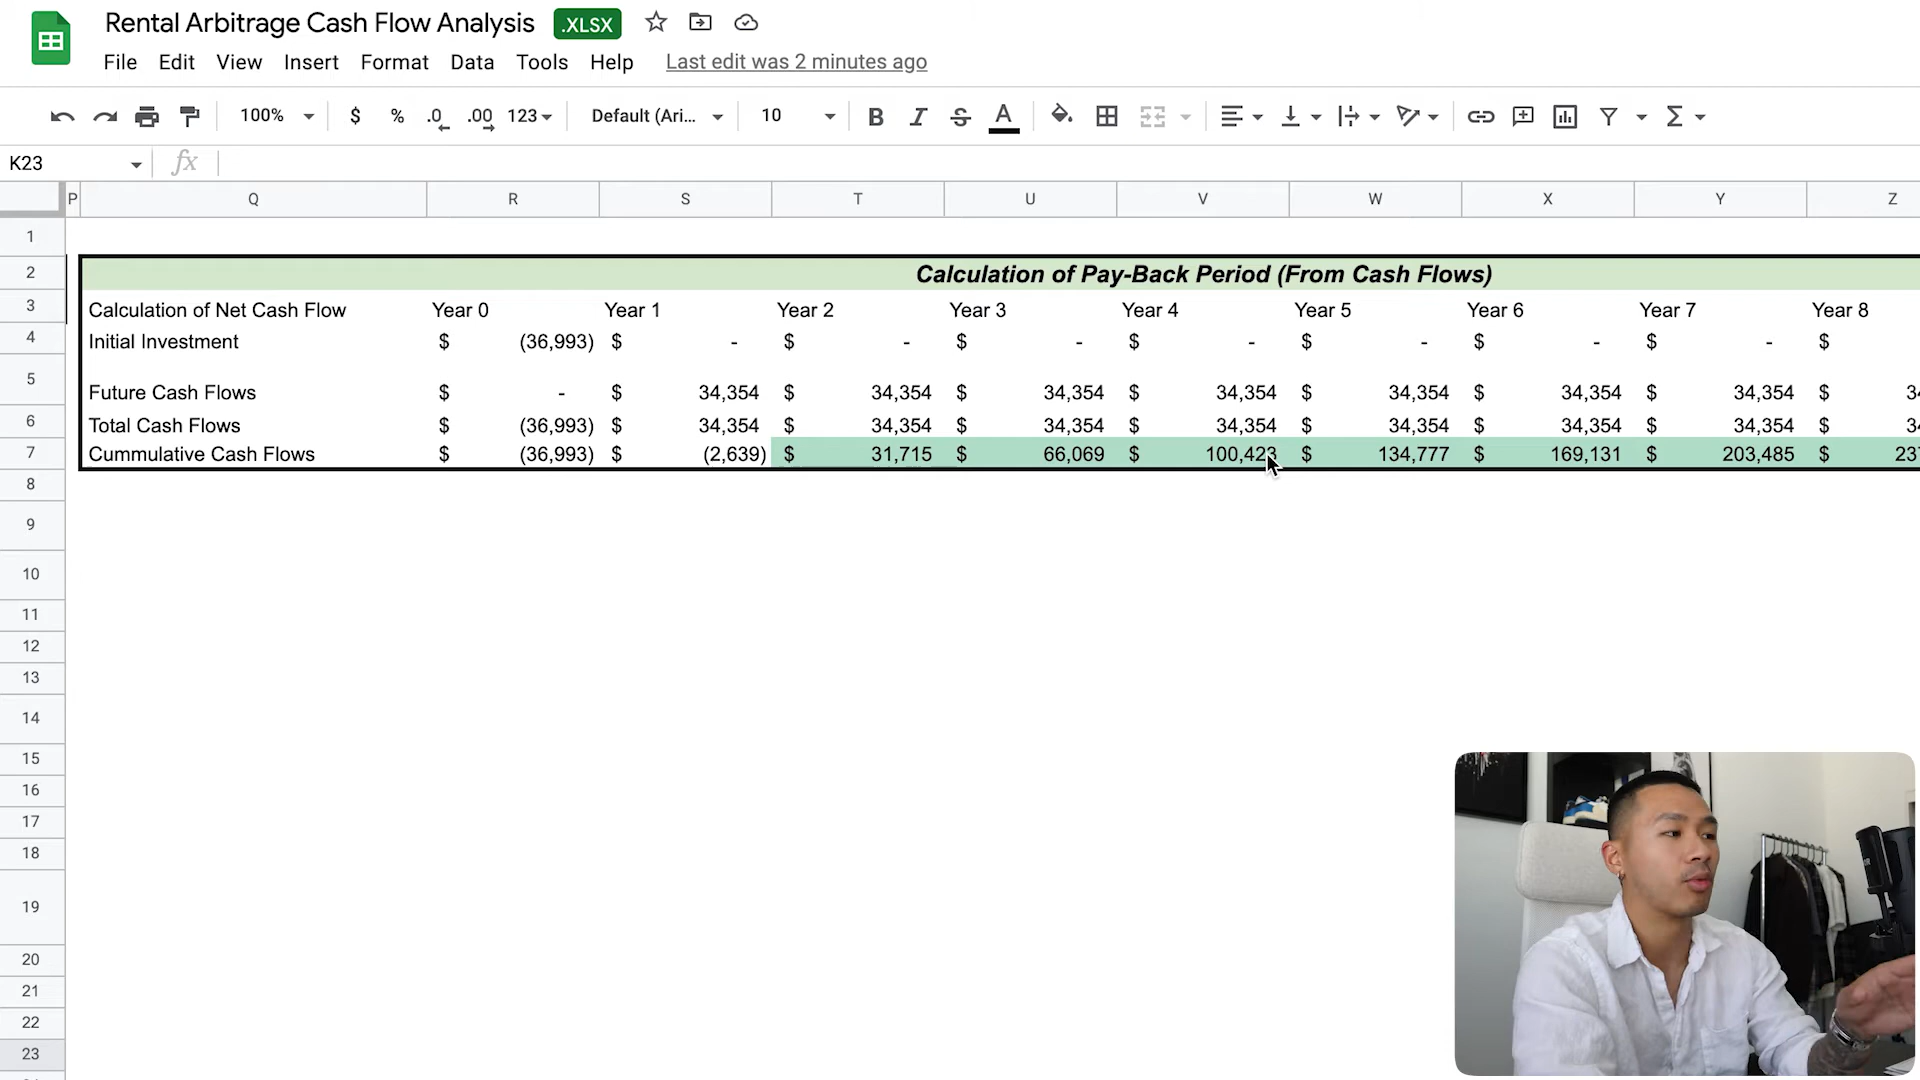 Rental Arbitrage Cash Flow Analysis .XLSX
File Edit View Insert Format Data Tools Help Last edit was 2 minutes ago
100% $ % .0 .00 123 Default (Ari... 10 B I S A
K23 fx
P Q R S T U V W X Y Z
1
2 Calculation of Pay-Back Period (From Cash Flows)
3 Calculation of Net Cash Flow Year 0 Year 1 Year 2 Year 3 Year 4 Year 5 Year 6 Year 7 Year 8
4 Initial Investment $ (36,993) $ - $ - $ - $ - $ - $ - $ - $
5 Future Cash Flows $ - $ 34,354 $ 34,354 $ 34,354 $ 34,354 $ 34,354 $ 34,354 $ 34,354 $
6 Total Cash Flows $ (36,993) $ 34,354 $ 34,354 $ 34,354 $ 34,354 $ 34,354 $ 34,354 $ 34,354 $
7 Cummulative Cash Flows $ (36,993) $ (2,639) $ 31,715 $ 66,069 $ 100,423 $ 134,777 $ 169,131 $ 203,485 $
8
9
10
11
12
13
14
15
16
17
18
19
20
21
22
23